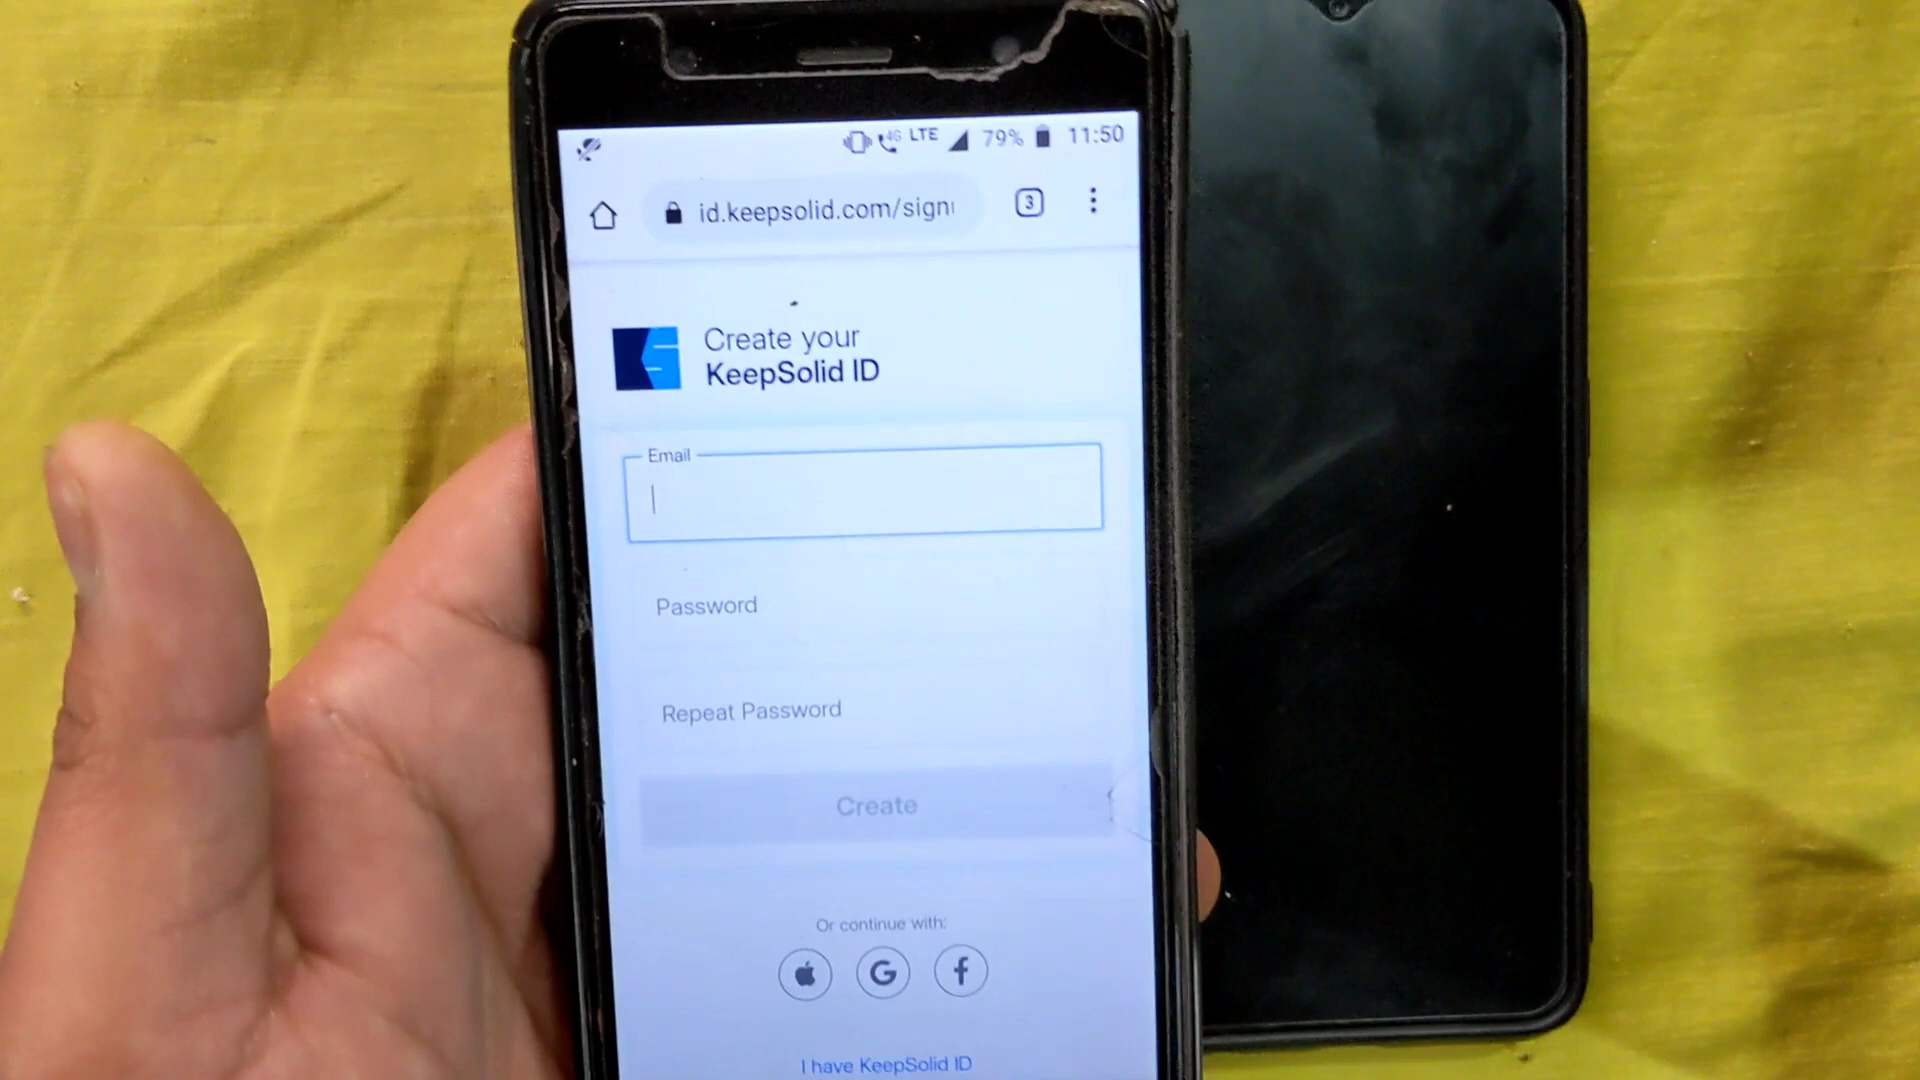 4G LTE 79% 11:50
id.keepsolid.com/sign
3
Create your
KeepSolid ID
Email
Password
Repeat Password
Create
Or continue with:
G f
I have KeepSolid ID